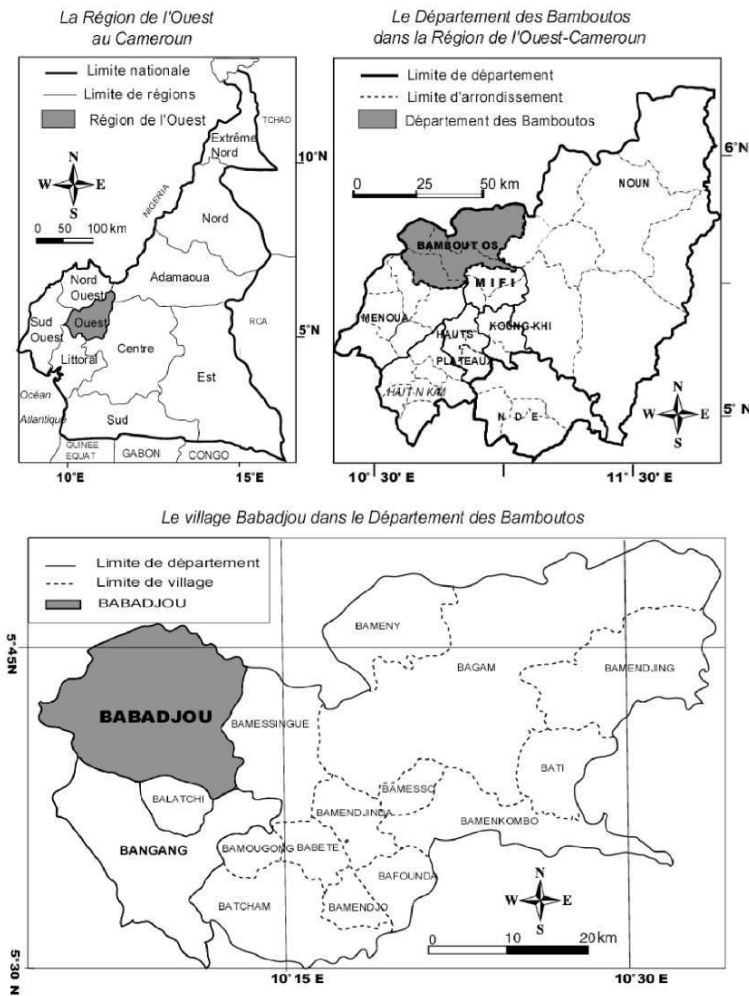 La Région de l'Ouest
au Cameroun
Limite nationale
Limite de régions
Région de l'Ouest
TCHAD
Extrême
Nord
10°N
N
W E
S
0 50 100 km
NIGERIA
Nord
Adamaoua
Nord
Ouest
Ouest
Sud
Ouest
RCA
5°N
Littoral
Centre
Est
Océan
Atlantique
Sud
GUINEE
EQUAT
GABON
CONGO
10°E
15°E
Le Département des Bamboutos
dans la Région de l'Ouest-Cameroun
Limite de département
Limite d'arrondissement
Département des Bamboutos
6°N
0 25 50 km
NOUN
BAMBOUTOS
MIFI
MENOUA
KOUNG-KHI
HAUTS
PLATEAUX
HAUT-N KAM
NDE
N
W E
S
5° N
10° 30' E
11° 30' E
Le village Babadjou dans le Département des Bamboutos
Limite de département
Limite de village
BABADJOU
5°45N
BAMENY
BAGAM
BAMENDJING
BABADJOU
BAMESSINGUE
BATI
BALATCHI
BAMESSO
BAMENDJINDA
BAMENKOMBO
BANGANG
BAMOUGONG
BABETE
BAFOUNDA
BATCHAM
BAMENDJO
N
W E
S
0 10 20 km
5°30 N
10°15 E
10°30 E